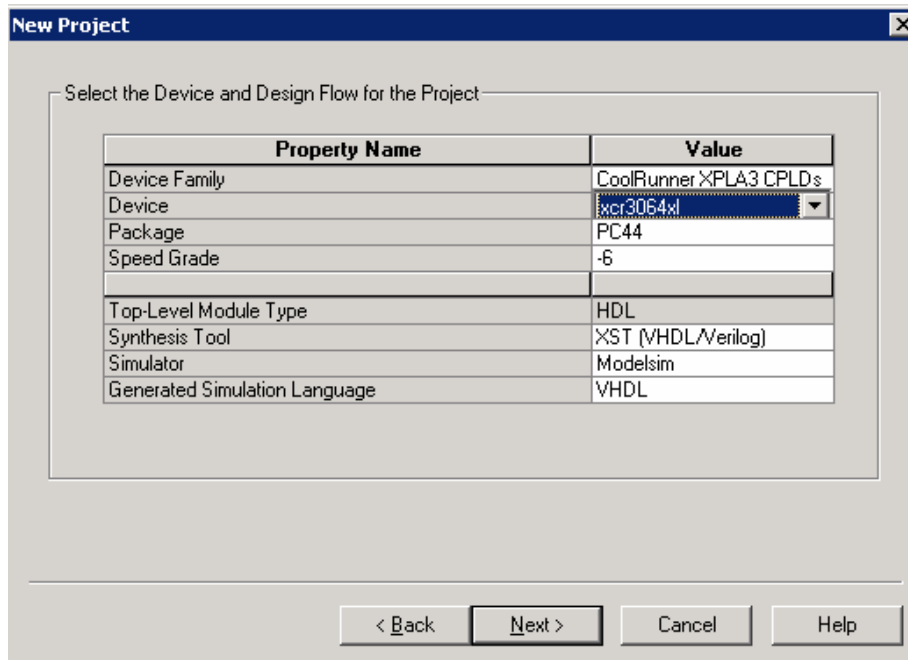 New Project
Select the Device and Design Flow for the Project
Property Name Value
Device Family CoolRunner XPLA3 CPLDs
Device xcr3064xl
Package PC44
Speed Grade -6
Top-Level Module Type HDL
Synthesis Tool XST (VHDL/Verilog)
Simulator Modelsim
Generated Simulation Language VHDL
< Back Next > Cancel Help